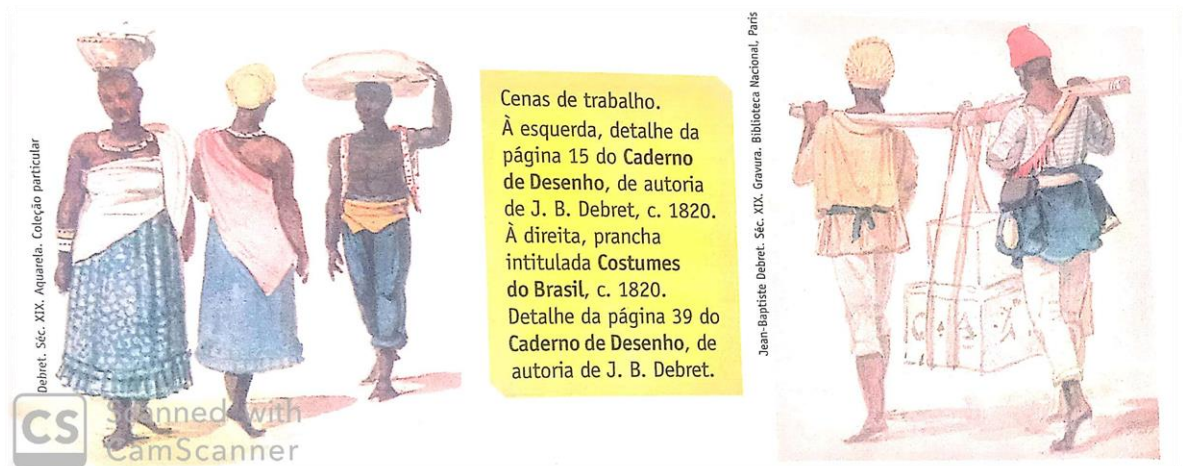 Debret. Séc. XIX. Aquarela. Coleção particular
Cenas de trabalho.
À esquerda, detalhe da
página 15 do Caderno
de Desenho, de autoria
de J. B. Debret, c. 1820.
À direita, prancha
intitulada Costumes
do Brasil, c. 1820.
Detalhe da página 39 do
Caderno de Desenho, de
autoria de J. B. Debret.
Jean-Baptiste Debret. Séc. XIX. Gravura. Biblioteca Nacional, Paris
CS Scanned with
CamScanner